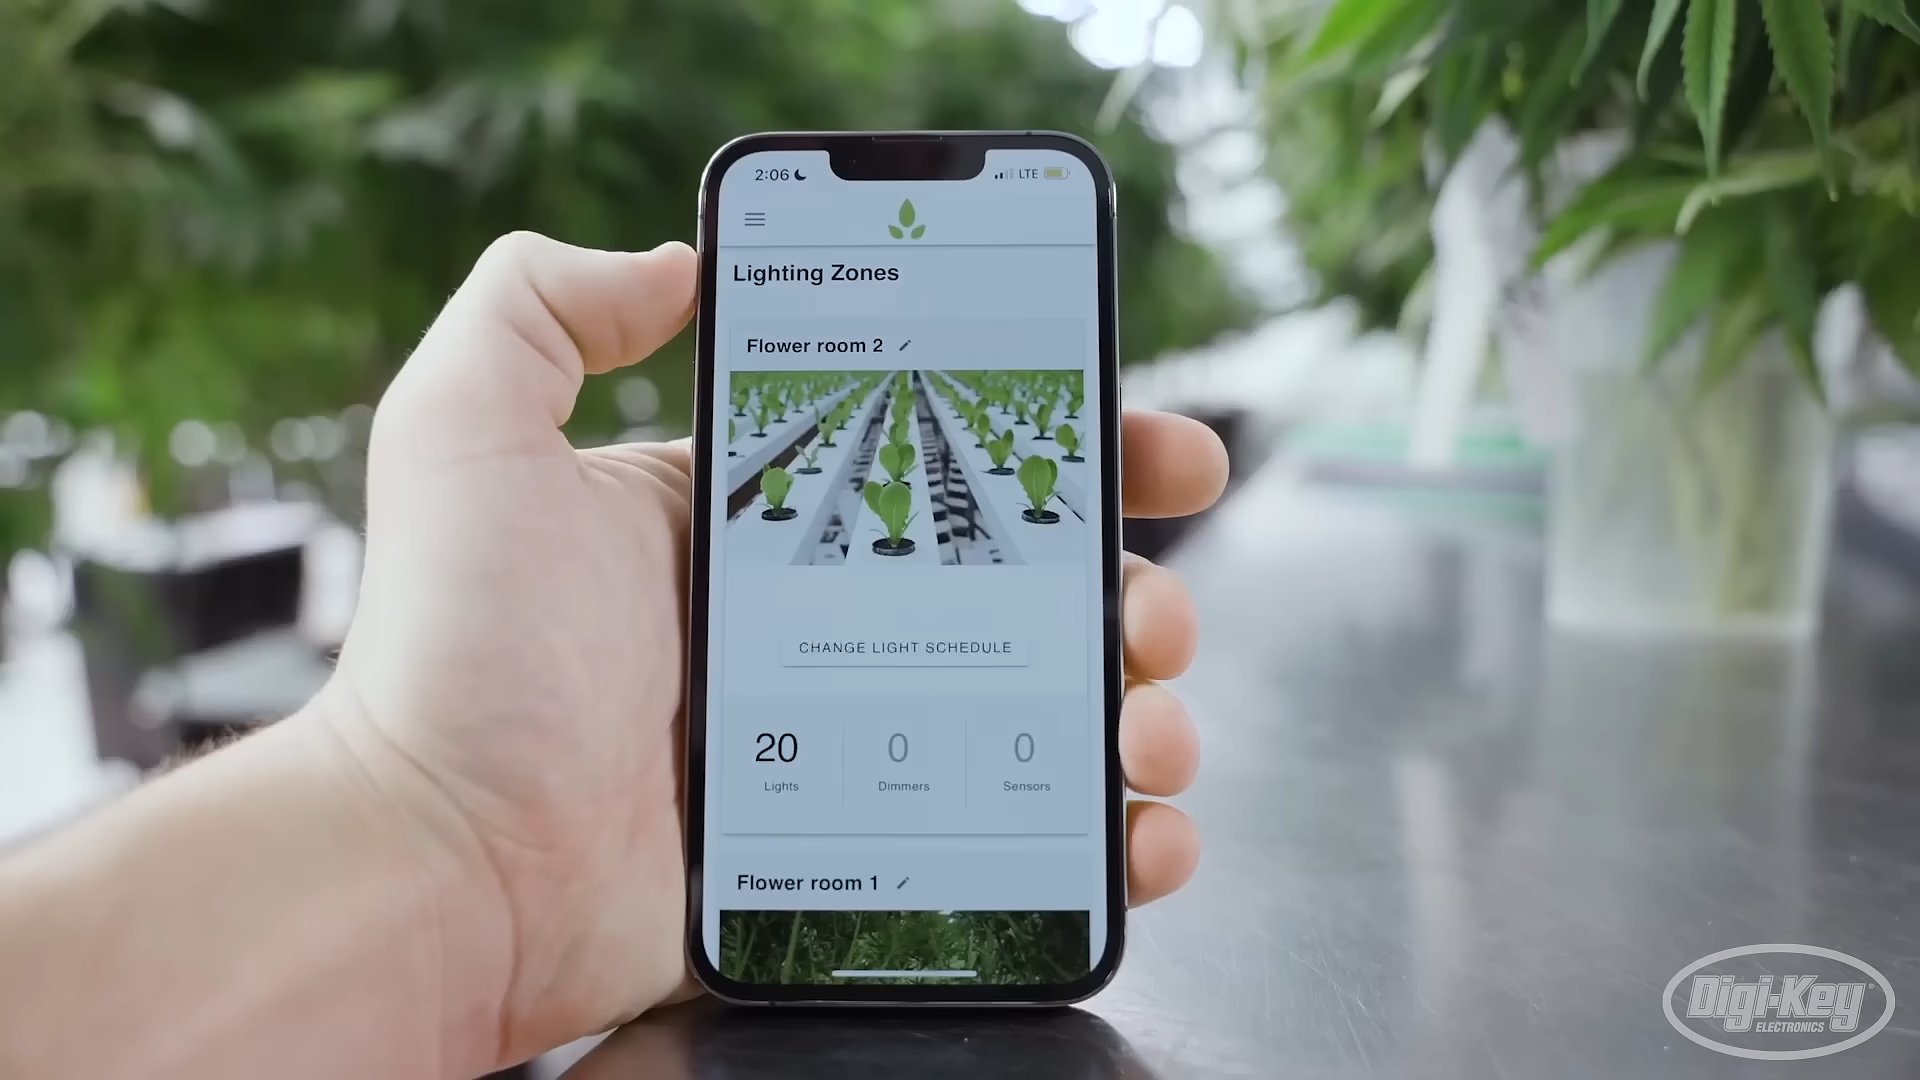 2:06
LTE
Lighting Zones
Flower room 2
CHANGE LIGHT SCHEDULE
20
0
0
Lights
Dimmers
Sensors
Flower room 1
Digi-Key
ELECTRONICS